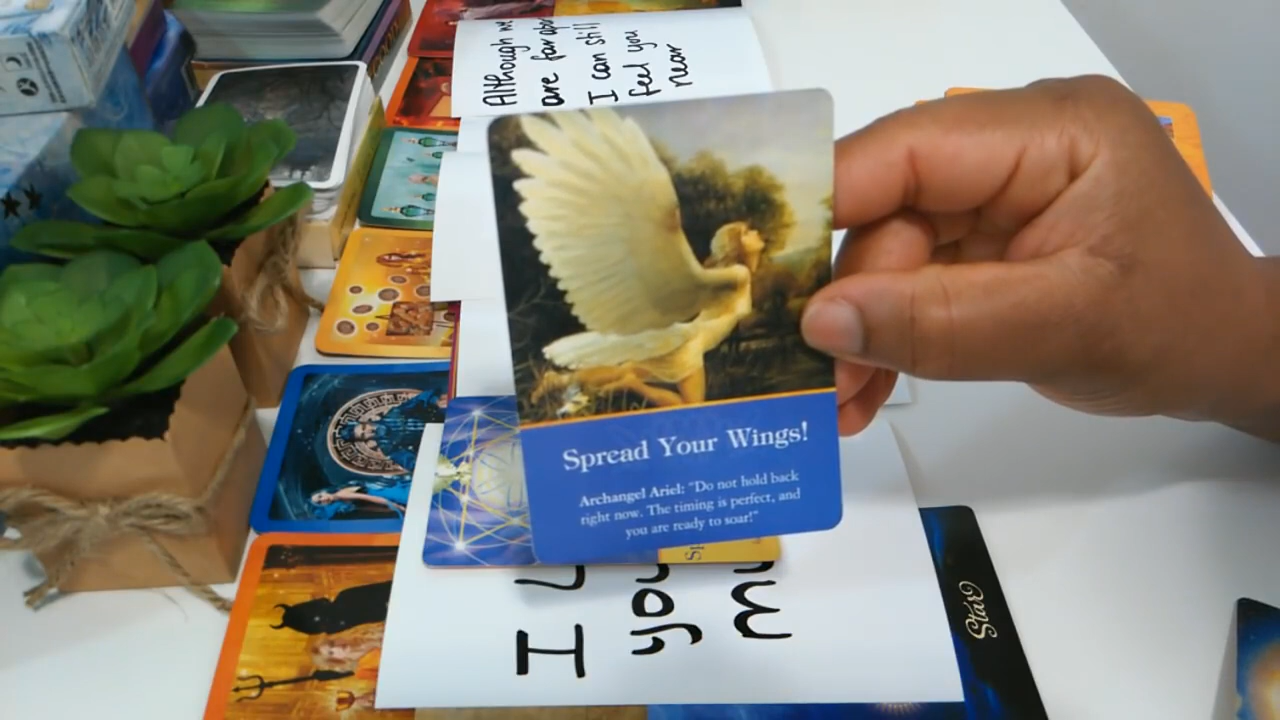 Although we
are far
I can still
feel you
near
Spread Your Wings!
Archangel Ariel: "Do not hold back
right now. The timing is perfect, and
you are ready to soar!"
I
you
Star